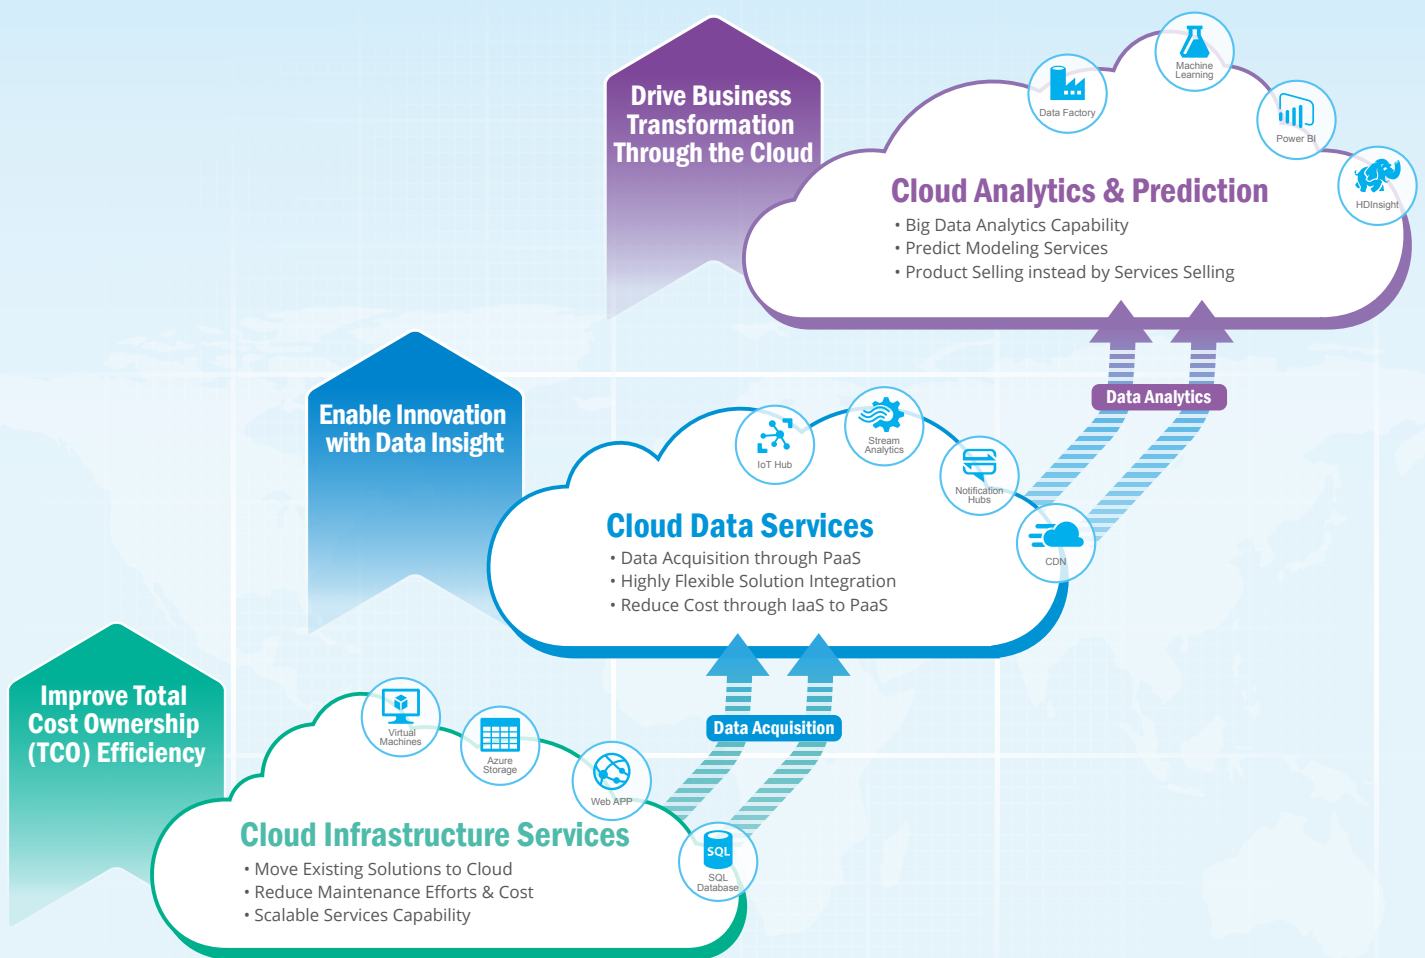 Drive Business
Transformation
Through the Cloud
Data Factory
Machine
Learning
Power BI
HDInsight
Cloud Analytics & Prediction
• Big Data Analytics Capability
• Predict Modeling Services
• Product Selling instead by Services Selling
Data Analytics
Enable Innovation
with Data Insight
IoT Hub
Stream
Analytics
Notification
Hubs
CDN
Cloud Data Services
• Data Acquisition through PaaS
• Highly Flexible Solution Integration
• Reduce Cost through IaaS to PaaS
Data Acquisition
Improve Total
Cost Ownership
(TCO) Efficiency
Virtual
Machines
Azure
Storage
Web APP
SQL
SQL
Database
Cloud Infrastructure Services
• Move Existing Solutions to Cloud
• Reduce Maintenance Efforts & Cost
• Scalable Services Capability